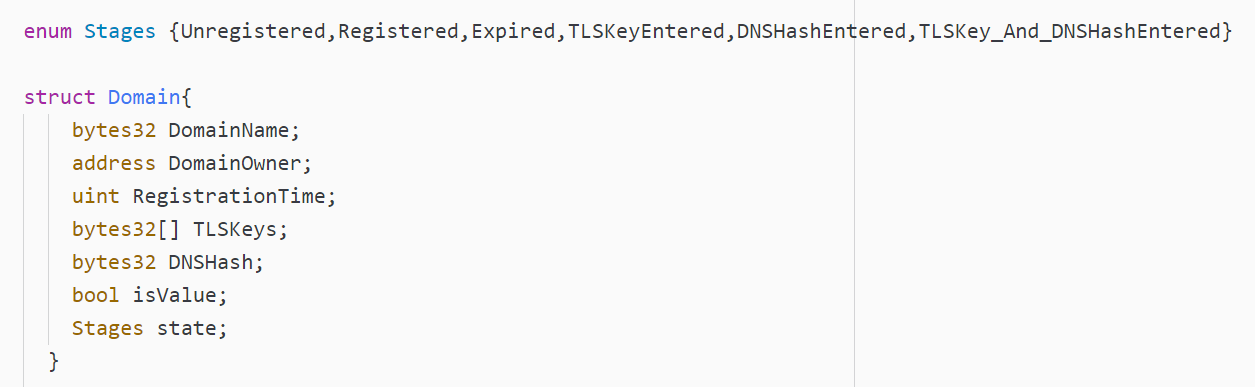 enum Stages {Unregistered,Registered,Expired,TLSKeyEntered,DNSHashEntered,TLSKey_And_DNSHashEntered}
struct Domain{
bytes32 DomainName;
address DomainOwner;
uint RegistrationTime;
bytes32[] TLSKeys;
bytes32 DNSHash;
bool isValue;
Stages state;
}